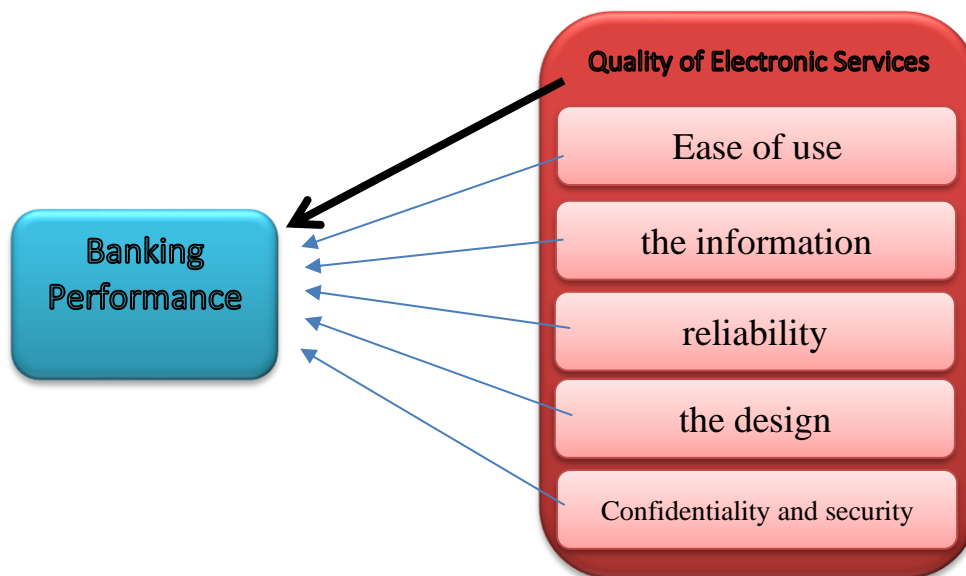 Quality of Electronic Services
Ease of use
the information
reliability
the design
Confidentiality and security
Banking
Performance